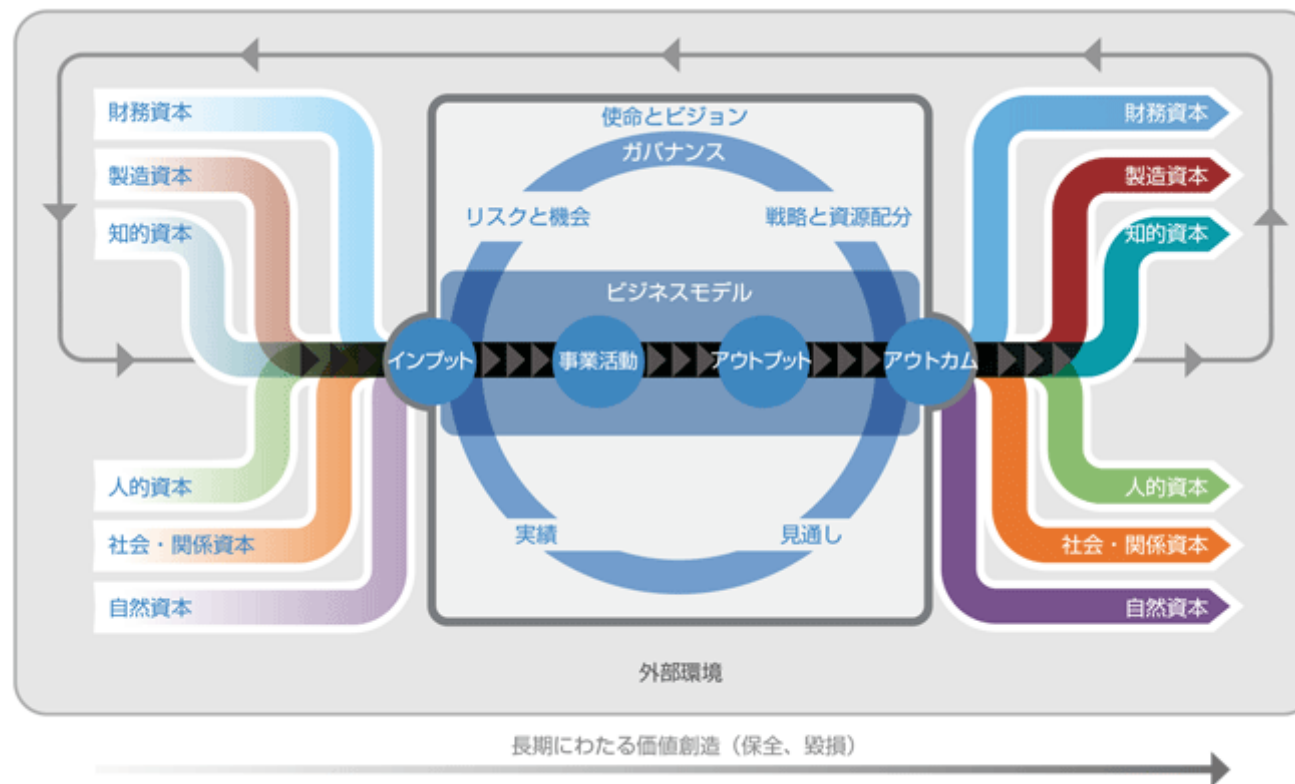 財務資本
製造資本
知的資本
人的資本
社会・関係資本
自然資本
使命とビジョン
ガバナンス
リスクと機会
戦略と資源配分
ビジネスモデル
インプット
事業活動
アウトプット
アウトカム
実績
見通し
財務資本
製造資本
知的資本
人的資本
社会・関係資本
自然資本
外部環境
長期にわたる価値創造（保全、毀損）